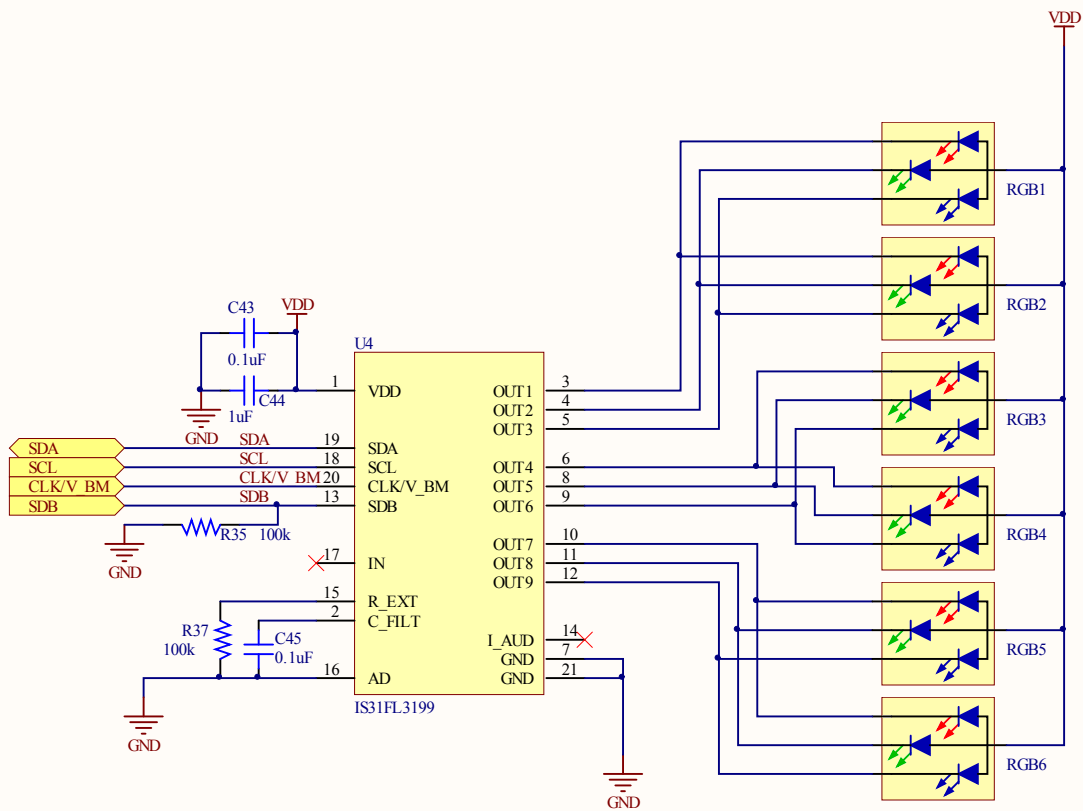 VDD
RGB1
RGB2
C43
VDD
0.1uF
C44
1uF
GND
U4
1 VDD
OUT1 3
OUT2 4
OUT3 5
RGB3
SDA SDA 19 SDA
SCL SCL 18 SCL
CLK/V_BM CLK/V_BM 20 CLK/V_BM
SDB SDB 13 SDB
OUT4 6
OUT5 8
OUT6 9
R35 100k
GND
RGB4
17 IN
OUT7 10
OUT8 11
OUT9 12
15 R_EXT
2 C_FILT
R37
100k
C45
0.1uF
I_AUD 14
GND 7
GND 21
RGB5
16 AD
IS31FL3199
GND
RGB6
GND